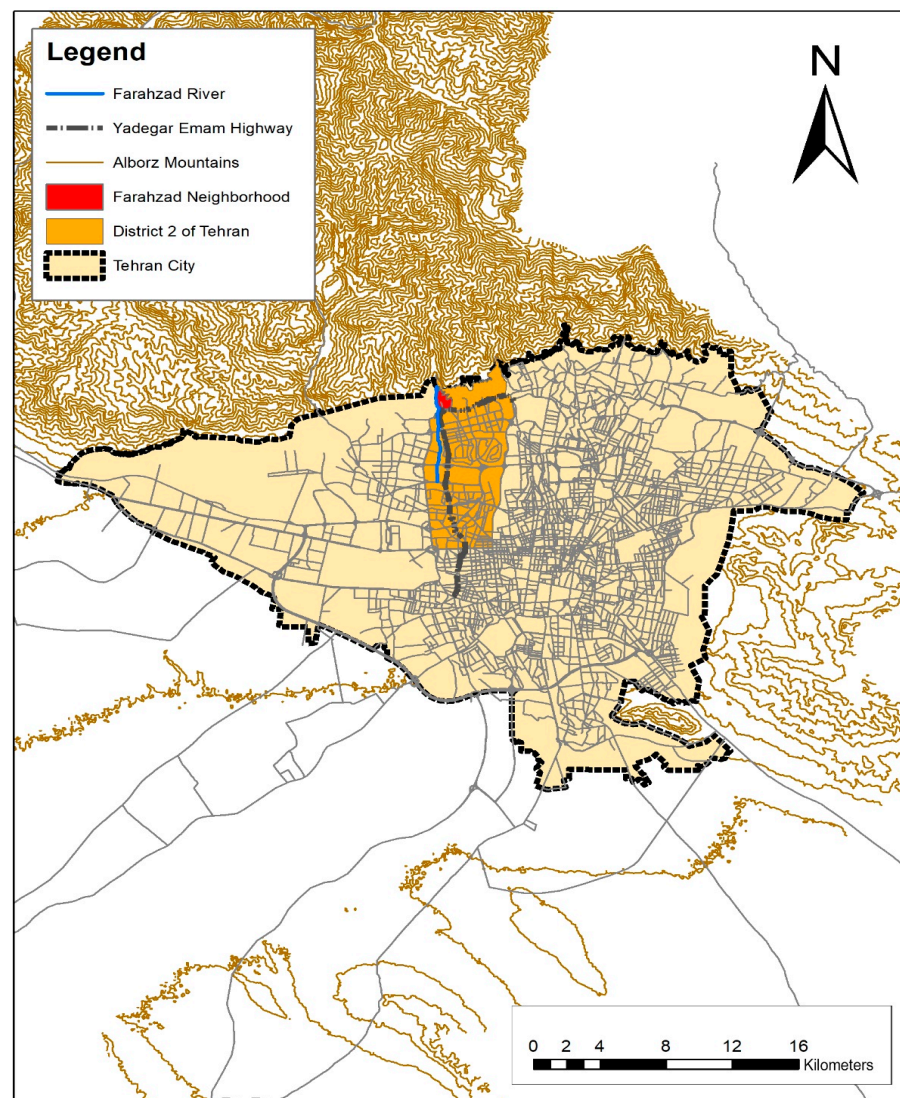 Legend
Farahzad River
Yadegar Emam Highway
Alborz Mountains
Farahzad Neighborhood
District 2 of Tehran
Tehran City
N
0 2 4 8 12 16
Kilometers